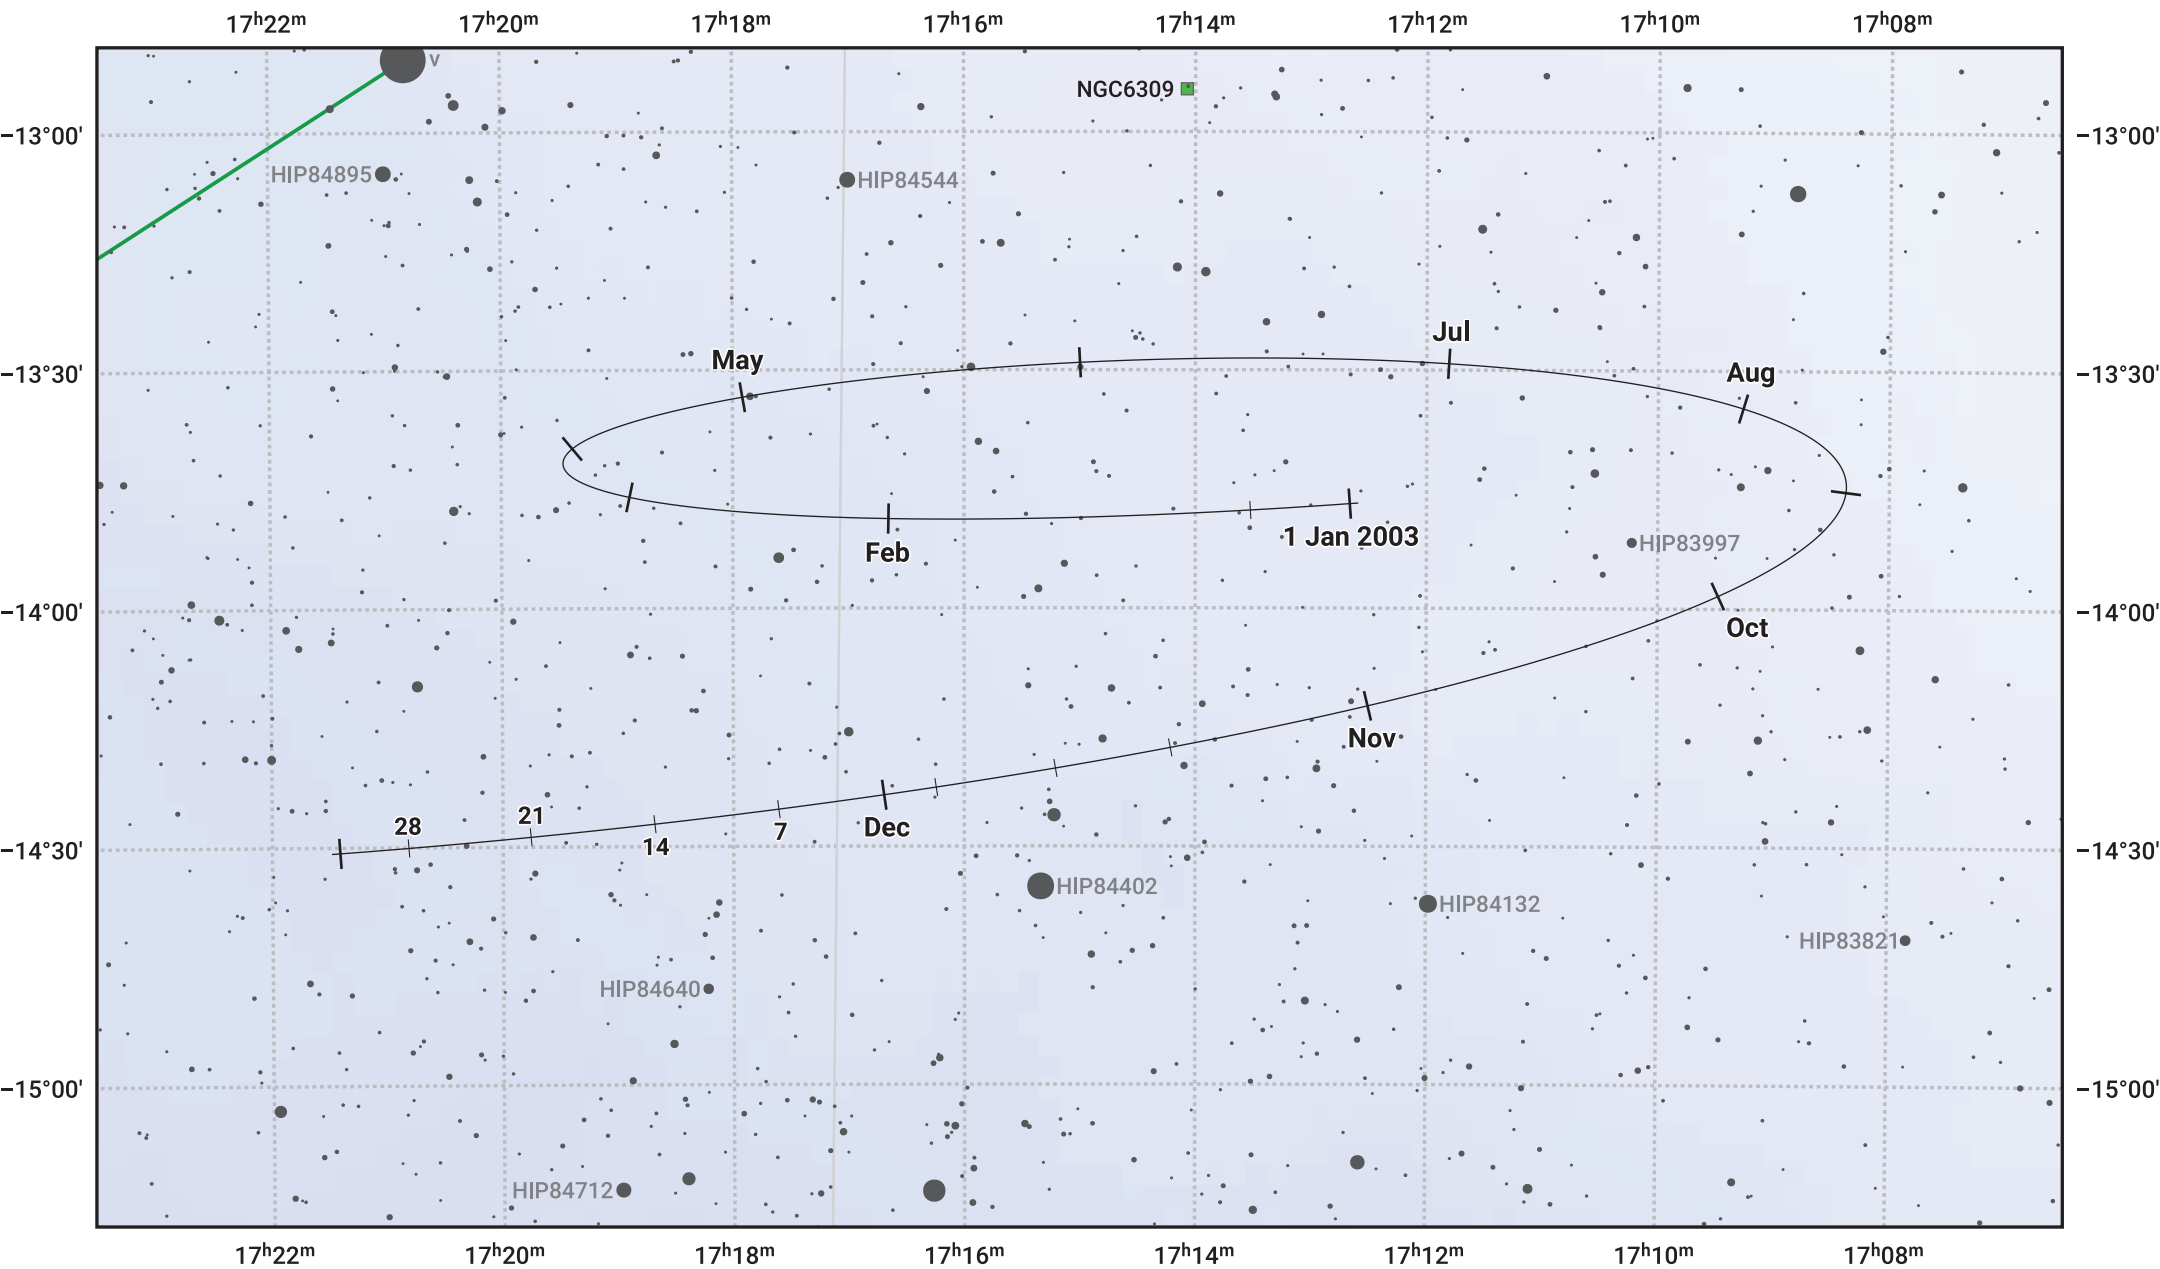 17ʰ22ᵐ 17ʰ20ᵐ 17ʰ18ᵐ 17ʰ16ᵐ 17ʰ14ᵐ 17ʰ12ᵐ 17ʰ10ᵐ 17ʰ08ᵐ
ν
NGC6309
−13°00' −13°00'
HIP84895 HIP84544
Jul
May Aug
−13°30' −13°30'
1 Jan 2003
Feb HIP83997
−14°00' −14°00'
Oct
Nov
21 28 7 Dec
14
−14°30' −14°30'
HIP84402 HIP84132
HIP83821
HIP84640
−15°00' −15°00'
HIP84712
17ʰ22ᵐ 17ʰ20ᵐ 17ʰ18ᵐ 17ʰ16ᵐ 17ʰ14ᵐ 17ʰ12ᵐ 17ʰ10ᵐ 17ʰ08ᵐ